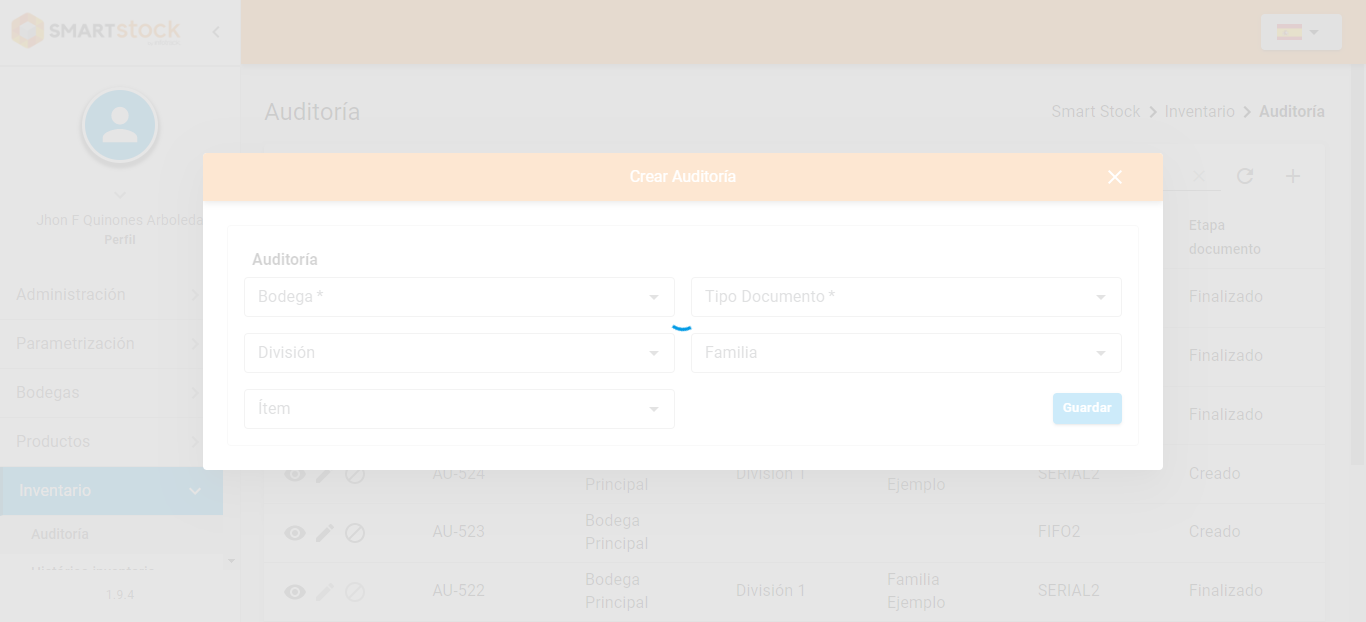 SMARTstock
Auditoría
Smart Stock > Inventario > Auditoría
Crear Auditoría
Jhon F Quinones Arboleda
Perfil
Etapa
documento
Auditoría
Bodega *
Tipo Documento *
División
Familia
Ítem
Guardar
Administración
Parametrización
Bodegas
Productos
Inventario
Auditoría
1.9.4
Finalizado
Finalizado
Finalizado
AU-524
Principal
División 1
Ejemplo
SERIAL2
Creado
AU-523
Bodega
Principal
FIFO2
Creado
AU-522
Bodega
Principal
División 1
Familia
Ejemplo
SERIAL2
Finalizado